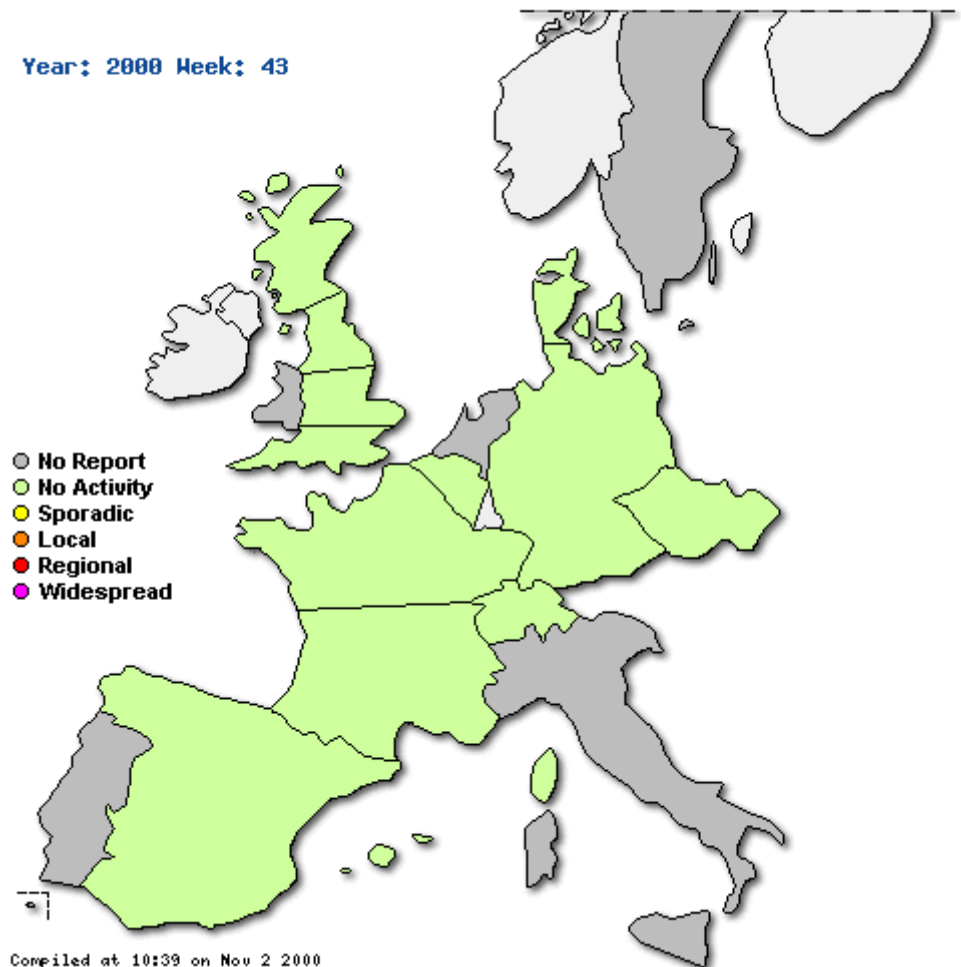 Year: 2000 Week: 43
No Report
No Activity
Sporadic
Local
Regional
Widespread
Compiled at 10:39 on Nov 2 2000